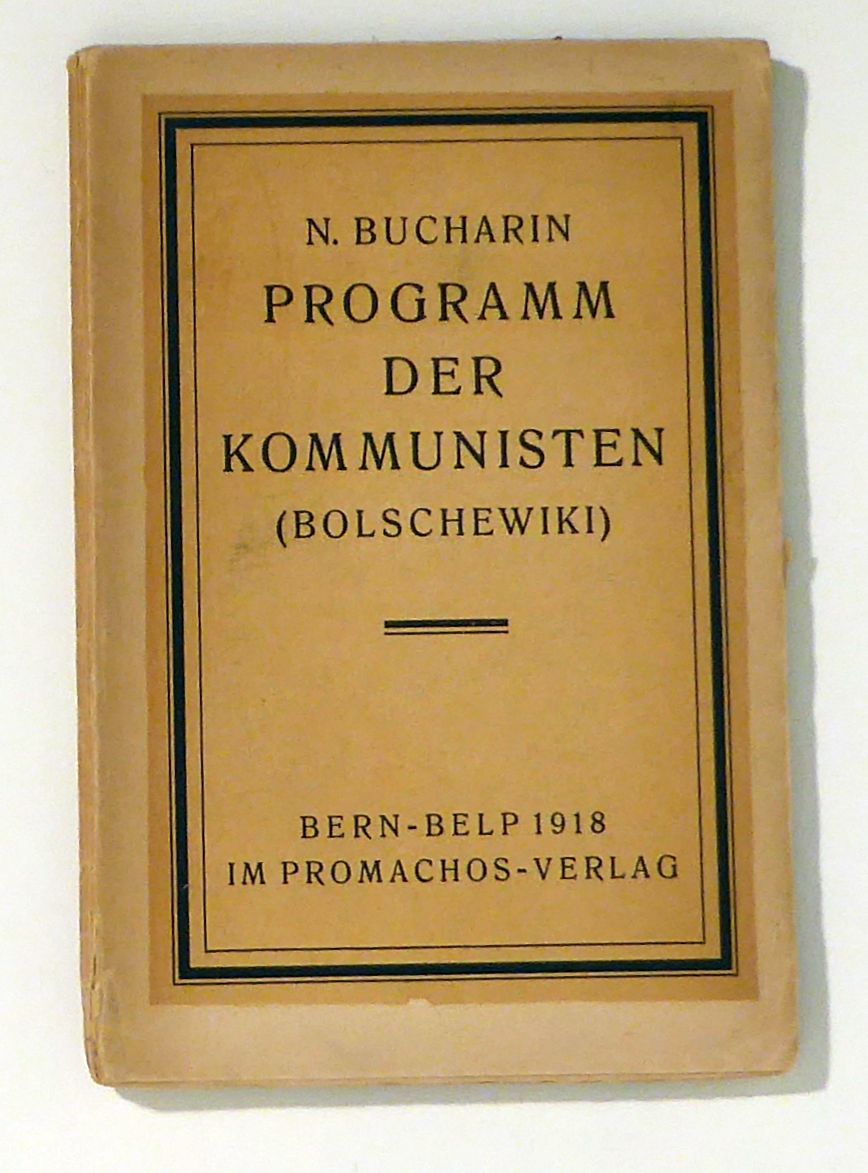 N. BUCHARIN
PROGRAMM
DER
KOMMUNISTEN
(BOLSCHEWIKI)
BERN-BELP 1918
IM PROMACHOS-VERLAG